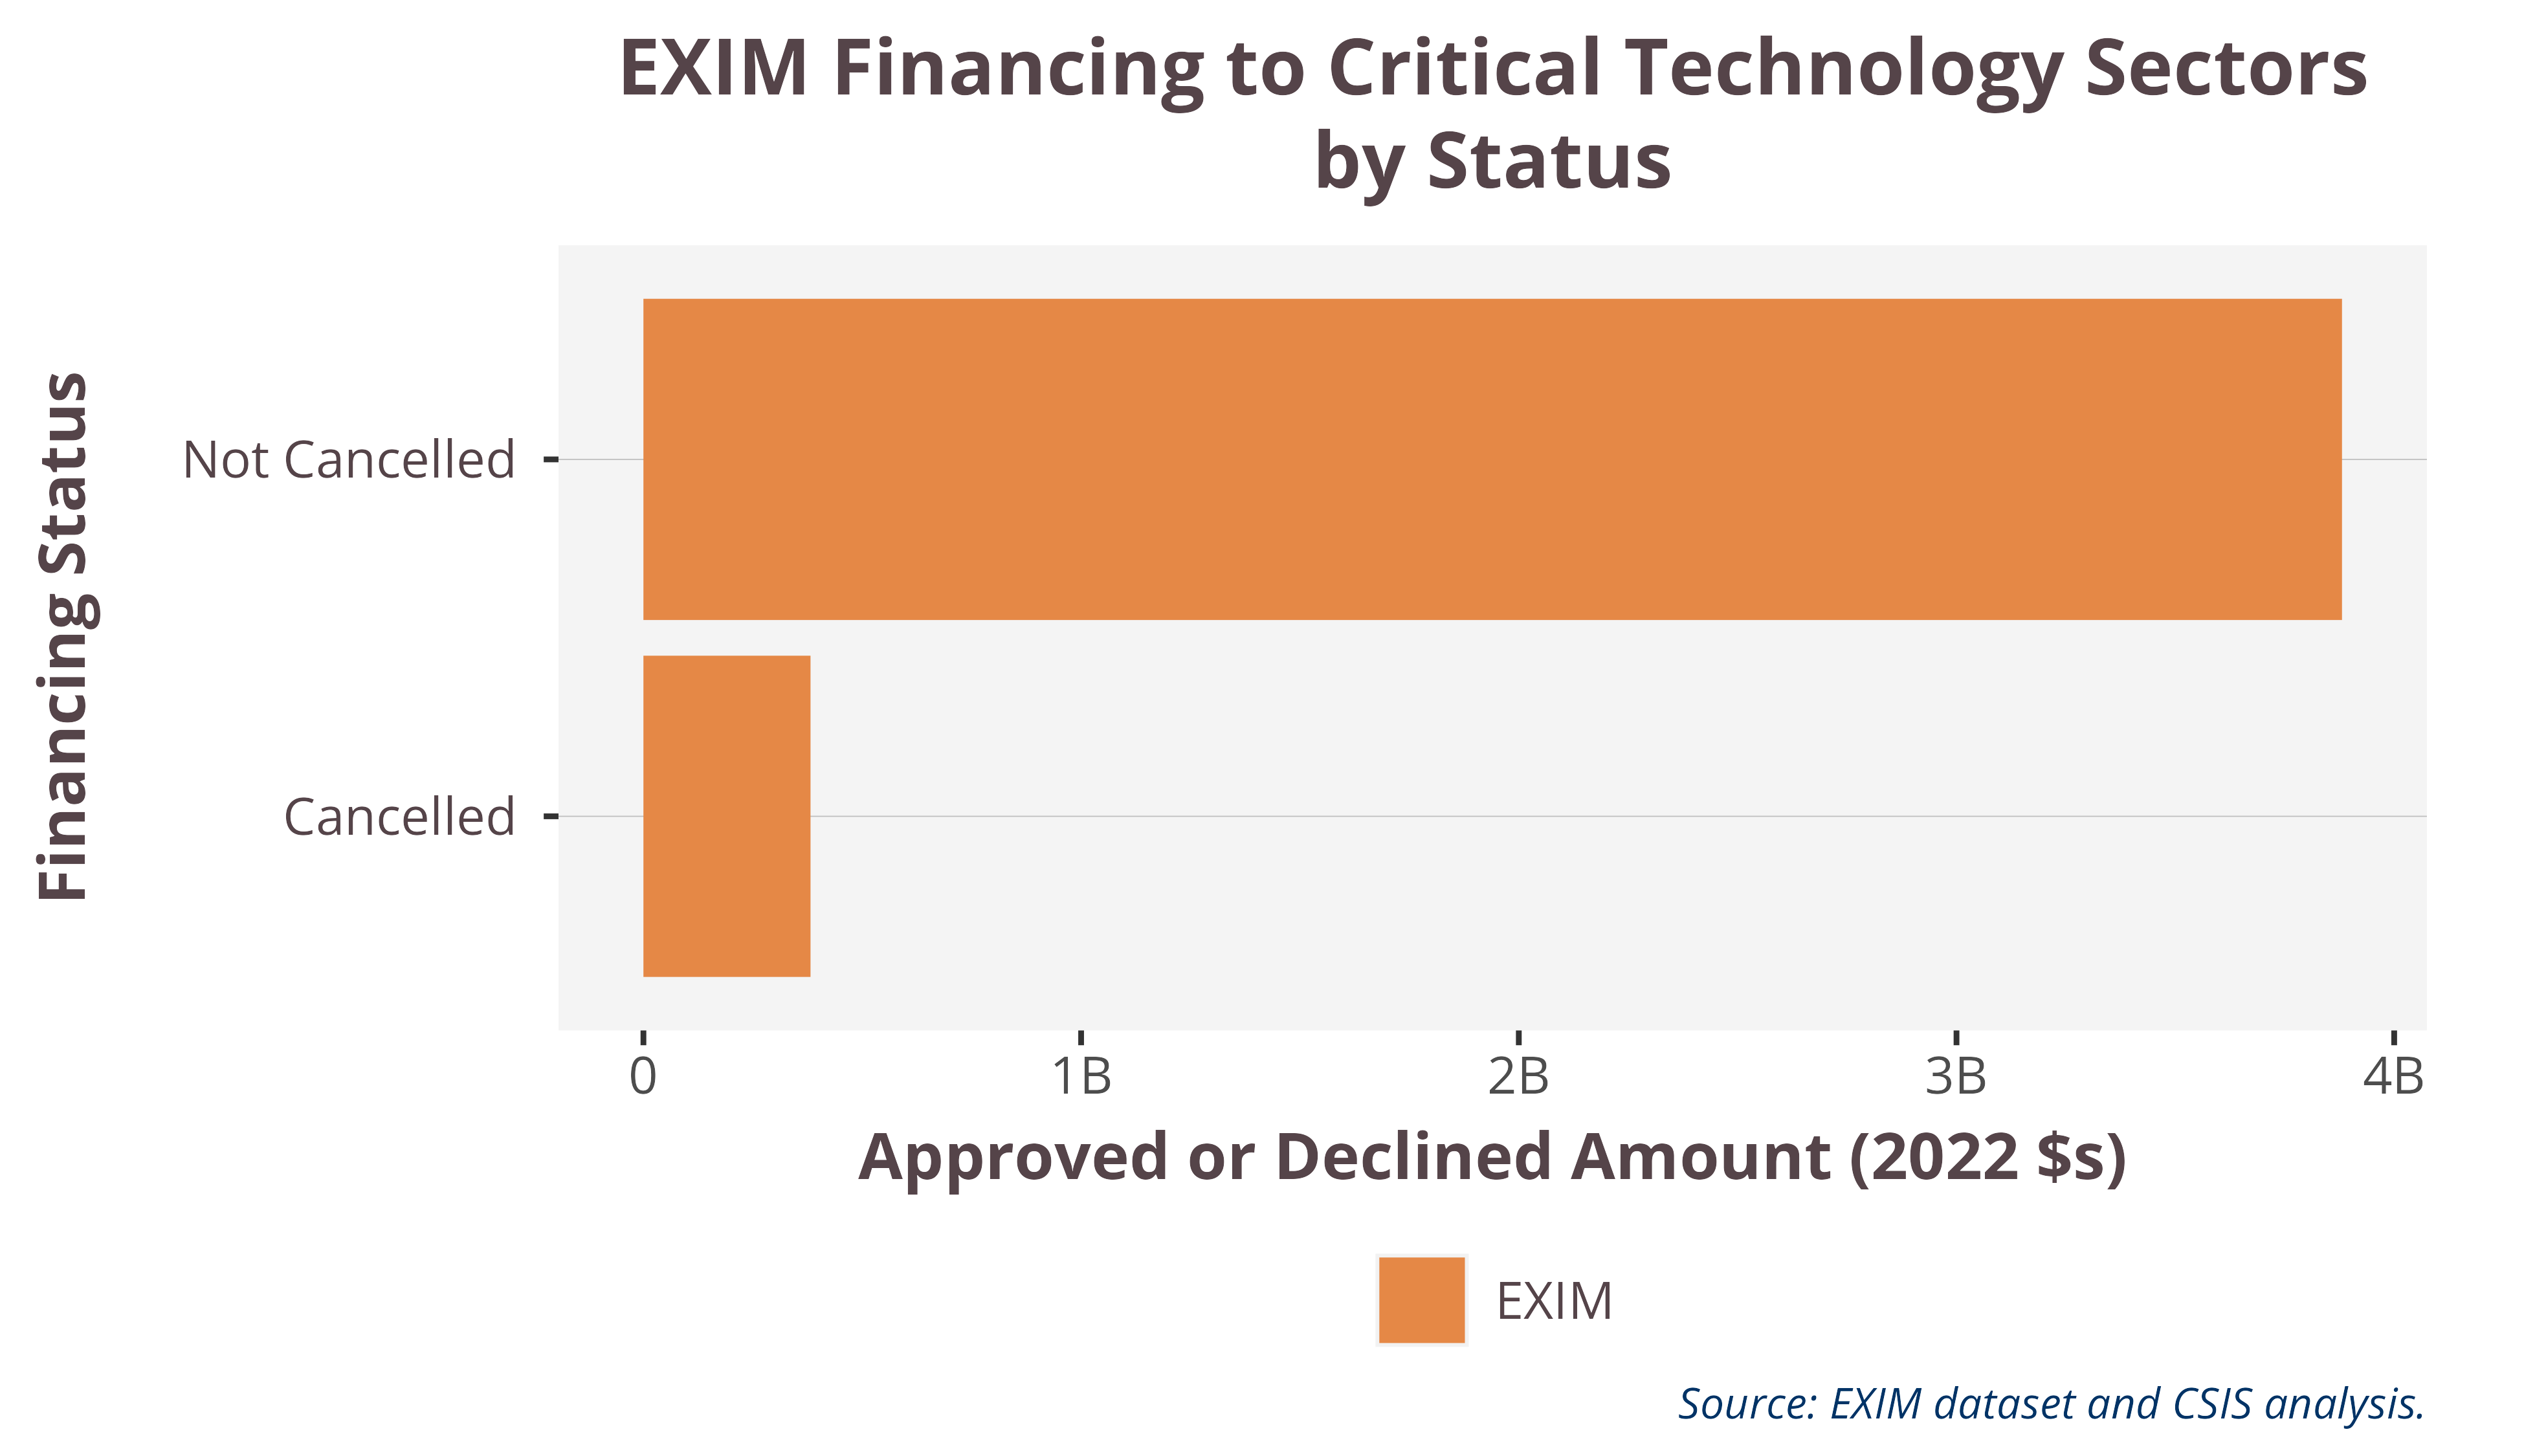 EXIM Financing to Critical Technology Sectors
by Status
Financing Status
Not Cancelled
Cancelled
0 1B 2B 3B 4B
Approved or Declined Amount (2022 $s)
EXIM
Source: EXIM dataset and CSIS analysis.